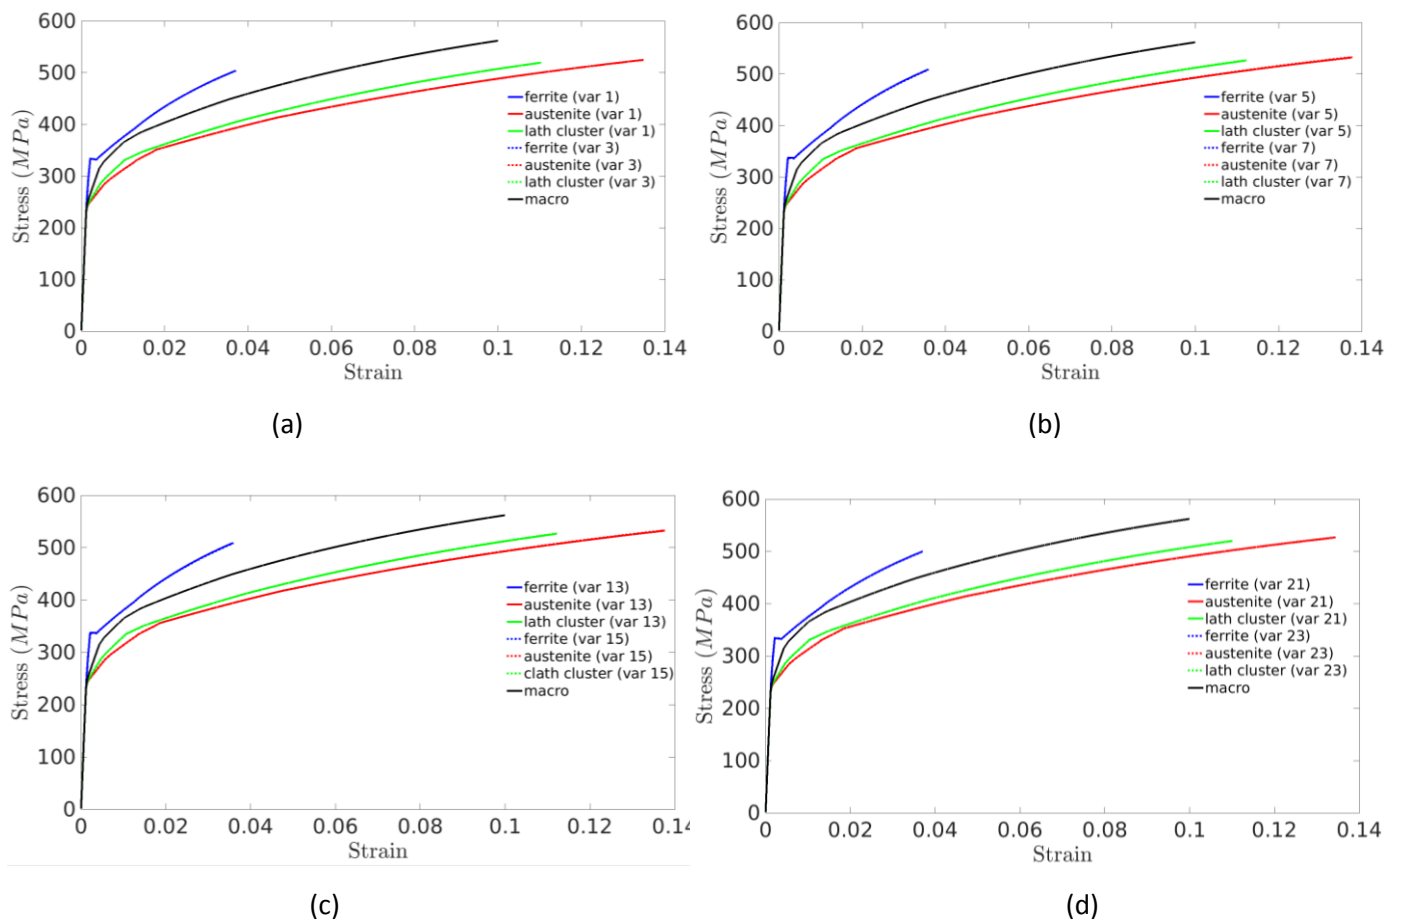 600
500
400
300
200
100
0
Stress (MPa)
0 0.02 0.04 0.06 0.08 0.1 0.12 0.14
Strain
ferrite (var 1)
austenite (var 1)
lath cluster (var 1)
ferrite (var 3)
austenite (var 3)
lath cluster (var 3)
macro
(a)
600
500
400
300
200
100
0
Stress (MPa)
0 0.02 0.04 0.06 0.08 0.1 0.12 0.14
Strain
ferrite (var 5)
austenite (var 5)
lath cluster (var 5)
ferrite (var 7)
austenite (var 7)
lath cluster (var 7)
macro
(b)
600
500
400
300
200
100
0
Stress (MPa)
0 0.02 0.04 0.06 0.08 0.1 0.12 0.14
Strain
ferrite (var 13)
austenite (var 13)
lath cluster (var 13)
ferrite (var 15)
austenite (var 15)
clath cluster (var 15)
macro
(c)
600
500
400
300
200
100
0
Stress (MPa)
0 0.02 0.04 0.06 0.08 0.1 0.12 0.14
Strain
ferrite (var 21)
austenite (var 21)
lath cluster (var 21)
ferrite (var 23)
austenite (var 23)
lath cluster (var 23)
macro
(d)